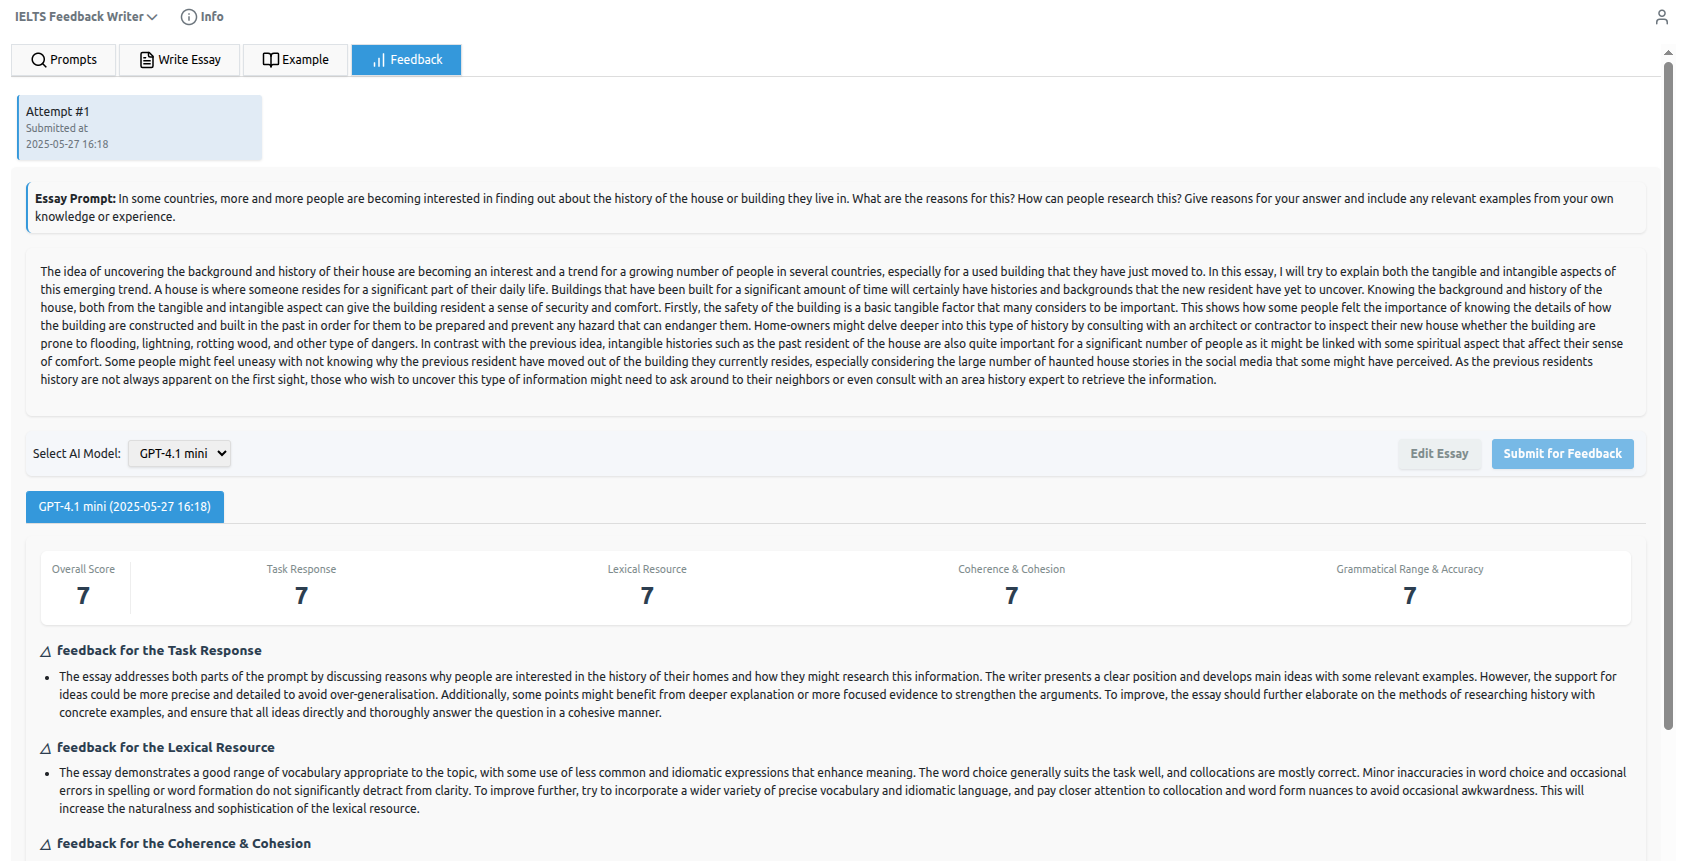 IELTS Feedback Writer
Info
Prompts
Write Essay
Example
Feedback
Attempt #1
Submitted at
2025-05-27 16:18
Essay Prompt: In some countries, more and more people are becoming interested in finding out about the history of the house or building they live in. What are the reasons for this? How can people research this? Give reasons for your answer and include any relevant examples from your own
knowledge or experience.
The idea of uncovering the background and history of their house are becoming an interest and a trend for a growing number of people in several countries, especially for a used building that they have just moved to. In this essay, I will try to explain both the tangible and intangible aspects of
this emerging trend. A house is where someone resides for a significant part of their daily life. Buildings that have been built for a significant amount of time will certainly have histories and backgrounds that the new resident have yet to uncover. Knowing the background and history of the
house, both from the tangible and intangible aspect can give the building resident a sense of security and comfort. Firstly, the safety of the building is a basic tangible factor that many considers to be important. This shows how some people felt the importance of knowing the details of how
the building are constructed and built in the past in order for them to be prepared and prevent any hazard that can endanger them. Home-owners might delve deeper into this type of history by consulting with an architect or contractor to inspect their new house whether the building are
prone to flooding, lightning, rotting wood, and other type of dangers. In contrast with the previous idea, intangible histories such as the past resident of the house are also quite important for a significant number of people as it might be linked with some spiritual aspect that affect their sense
of comfort. Some people might feel uneasy with not knowing why the previous resident have moved out of the building they currently resides, especially considering the large number of haunted house stories in the social media that some might have perceived. As the previous residents
history are not always apparent on the first sight, those who wish to uncover this type of information might need to ask around to their neighbors or even consult with an area history expert to retrieve the information.
Select AI Model:
GPT-4.1 mini
Edit Essay
Submit for Feedback
GPT-4.1 mini (2025-05-27 16:18)
Overall Score
7
Task Response
7
Lexical Resource
7
Coherence & Cohesion
7
Grammatical Range & Accuracy
7
feedback for the Task Response
The essay addresses both parts of the prompt by discussing reasons why people are interested in the history of their homes and how they might research this information. The writer presents a clear position and develops main ideas with some relevant examples. However, the support for
ideas could be more precise and detailed to avoid over-generalisation. Additionally, some points might benefit from deeper explanation or more focused evidence to strengthen the arguments. To improve, the essay should further elaborate on the methods of researching history with
concrete examples, and ensure that all ideas directly and thoroughly answer the question in a cohesive manner.
feedback for the Lexical Resource
The essay demonstrates a good range of vocabulary appropriate to the topic, with some use of less common and idiomatic expressions that enhance meaning. The word choice generally suits the task well, and collocations are mostly correct. Minor inaccuracies in word choice and occasional
errors in spelling or word formation do not significantly detract from clarity. To improve further, try to incorporate a wider variety of precise vocabulary and idiomatic language, and pay closer attention to collocation and word form nuances to avoid occasional awkwardness. This will
increase the naturalness and sophistication of the lexical resource.
feedback for the Coherence & Cohesion